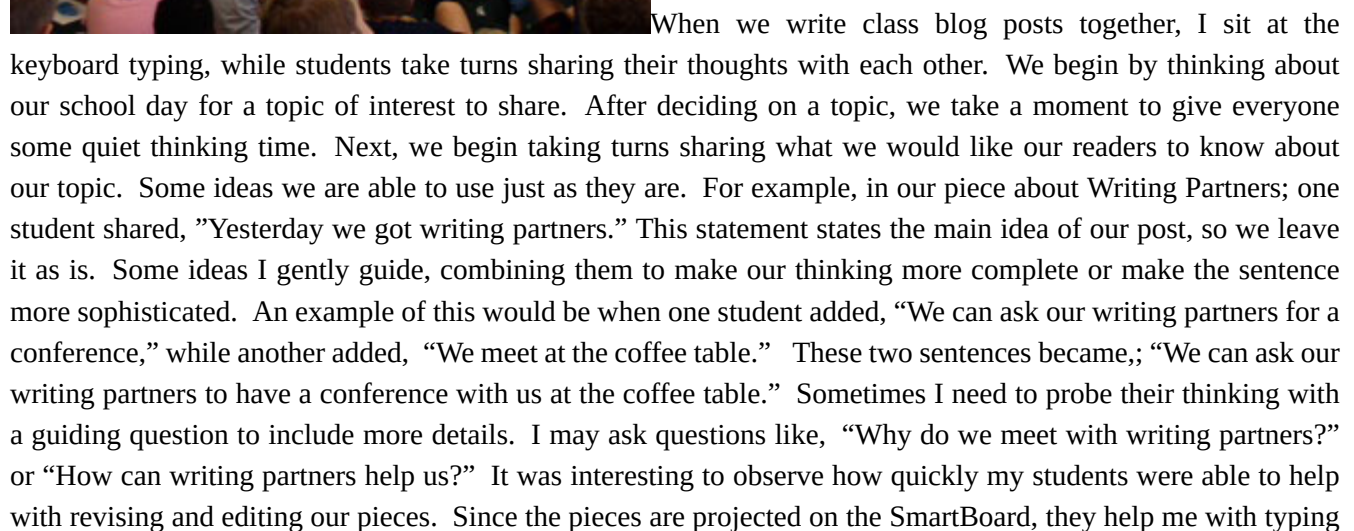 When we write class blog posts together, I sit at the
keyboard typing, while students take turns sharing their thoughts with each other.  We begin by thinking about
our school day for a topic of interest to share.  After deciding on a topic, we take a moment to give everyone
some quiet thinking time.  Next, we begin taking turns sharing what we would like our readers to know about
our topic.  Some ideas we are able to use just as they are.  For example, in our piece about Writing Partners; one
student shared, ”Yesterday we got writing partners.” This statement states the main idea of our post, so we leave
it as is.  Some ideas I gently guide, combining them to make our thinking more complete or make the sentence
more sophisticated.  An example of this would be when one student added, “We can ask our writing partners for a
conference,” while another added,  “We meet at the coffee table.”   These two sentences became,; “We can ask our
writing partners to have a conference with us at the coffee table.”  Sometimes I need to probe their thinking with
a guiding question to include more details.  I may ask questions like,  “Why do we meet with writing partners?”
or “How can writing partners help us?”  It was interesting to observe how quickly my students were able to help
with revising and editing our pieces.  Since the pieces are projected on the SmartBoard, they help me with typing